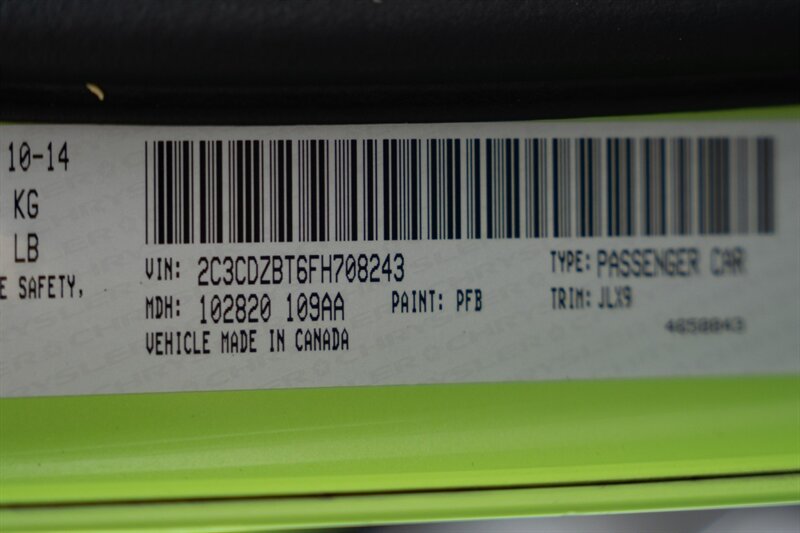 10-14
KG
LB
E SAFETY,
VIN: 2C3CDZBT6FH708243
TYPE: PASSENGER CAR
MDH: 102820 109AA
PAINT: PFB
TRIM: JLX9
VEHICLE MADE IN CANADA